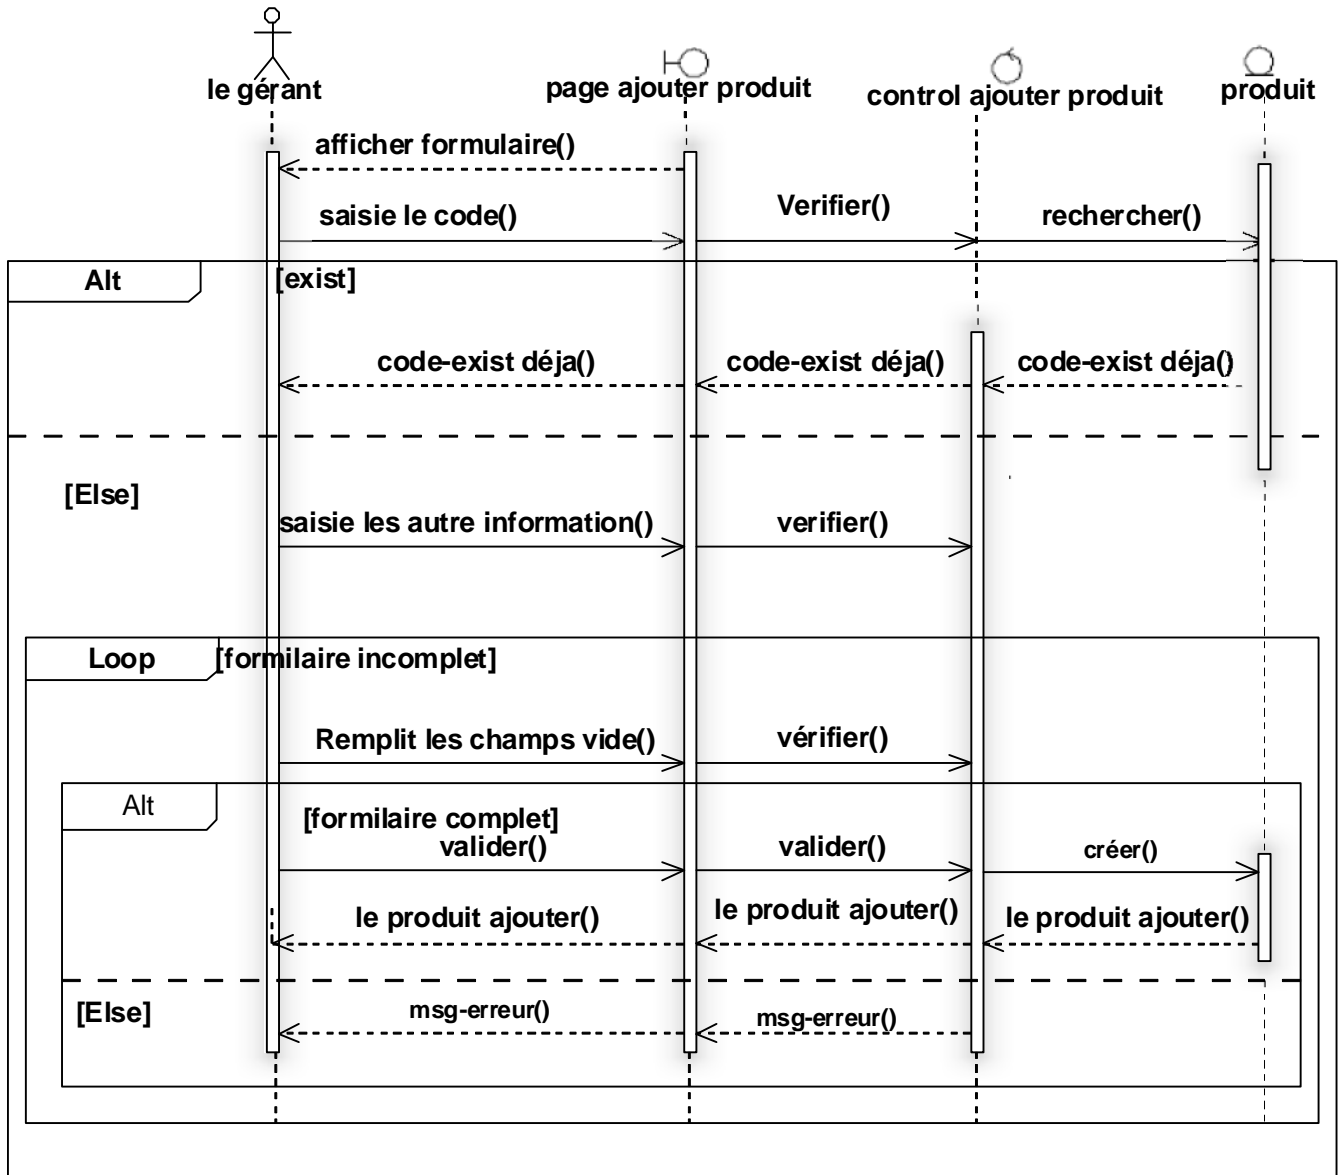 le gérant
page ajouter produit
control ajouter produit
produit
afficher formulaire()
saisie le code()
Verifier()
rechercher()
Alt
[exist]
code-exist déja()
code-exist déja()
code-exist déja()
[Else]
saisie les autre information()
verifier()
Loop
[formilaire incomplet]
Remplit les champs vide()
vérifier()
Alt
[formilaire complet]
valider()
valider()
créer()
le produit ajouter()
le produit ajouter()
le produit ajouter()
[Else]
msg-erreur()
msg-erreur()